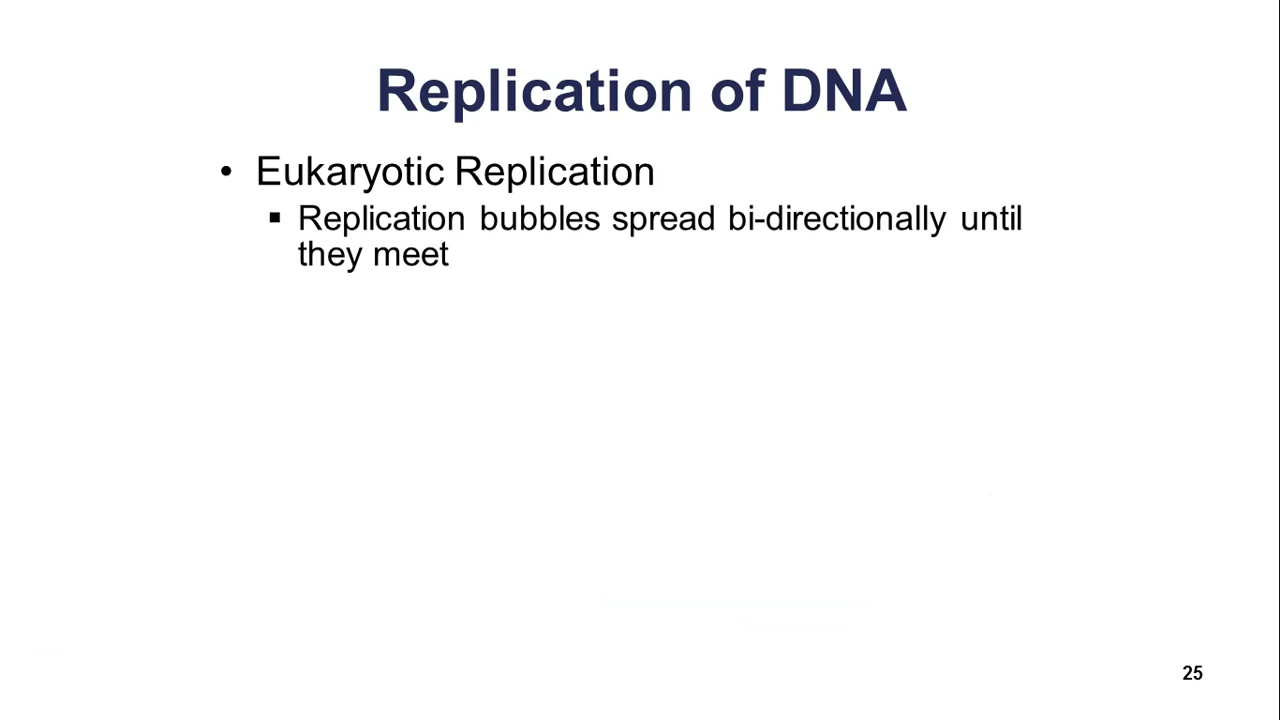 Replication of DNA
• Eukaryotic Replication
▪ Replication bubbles spread bi-directionally until
they meet
25